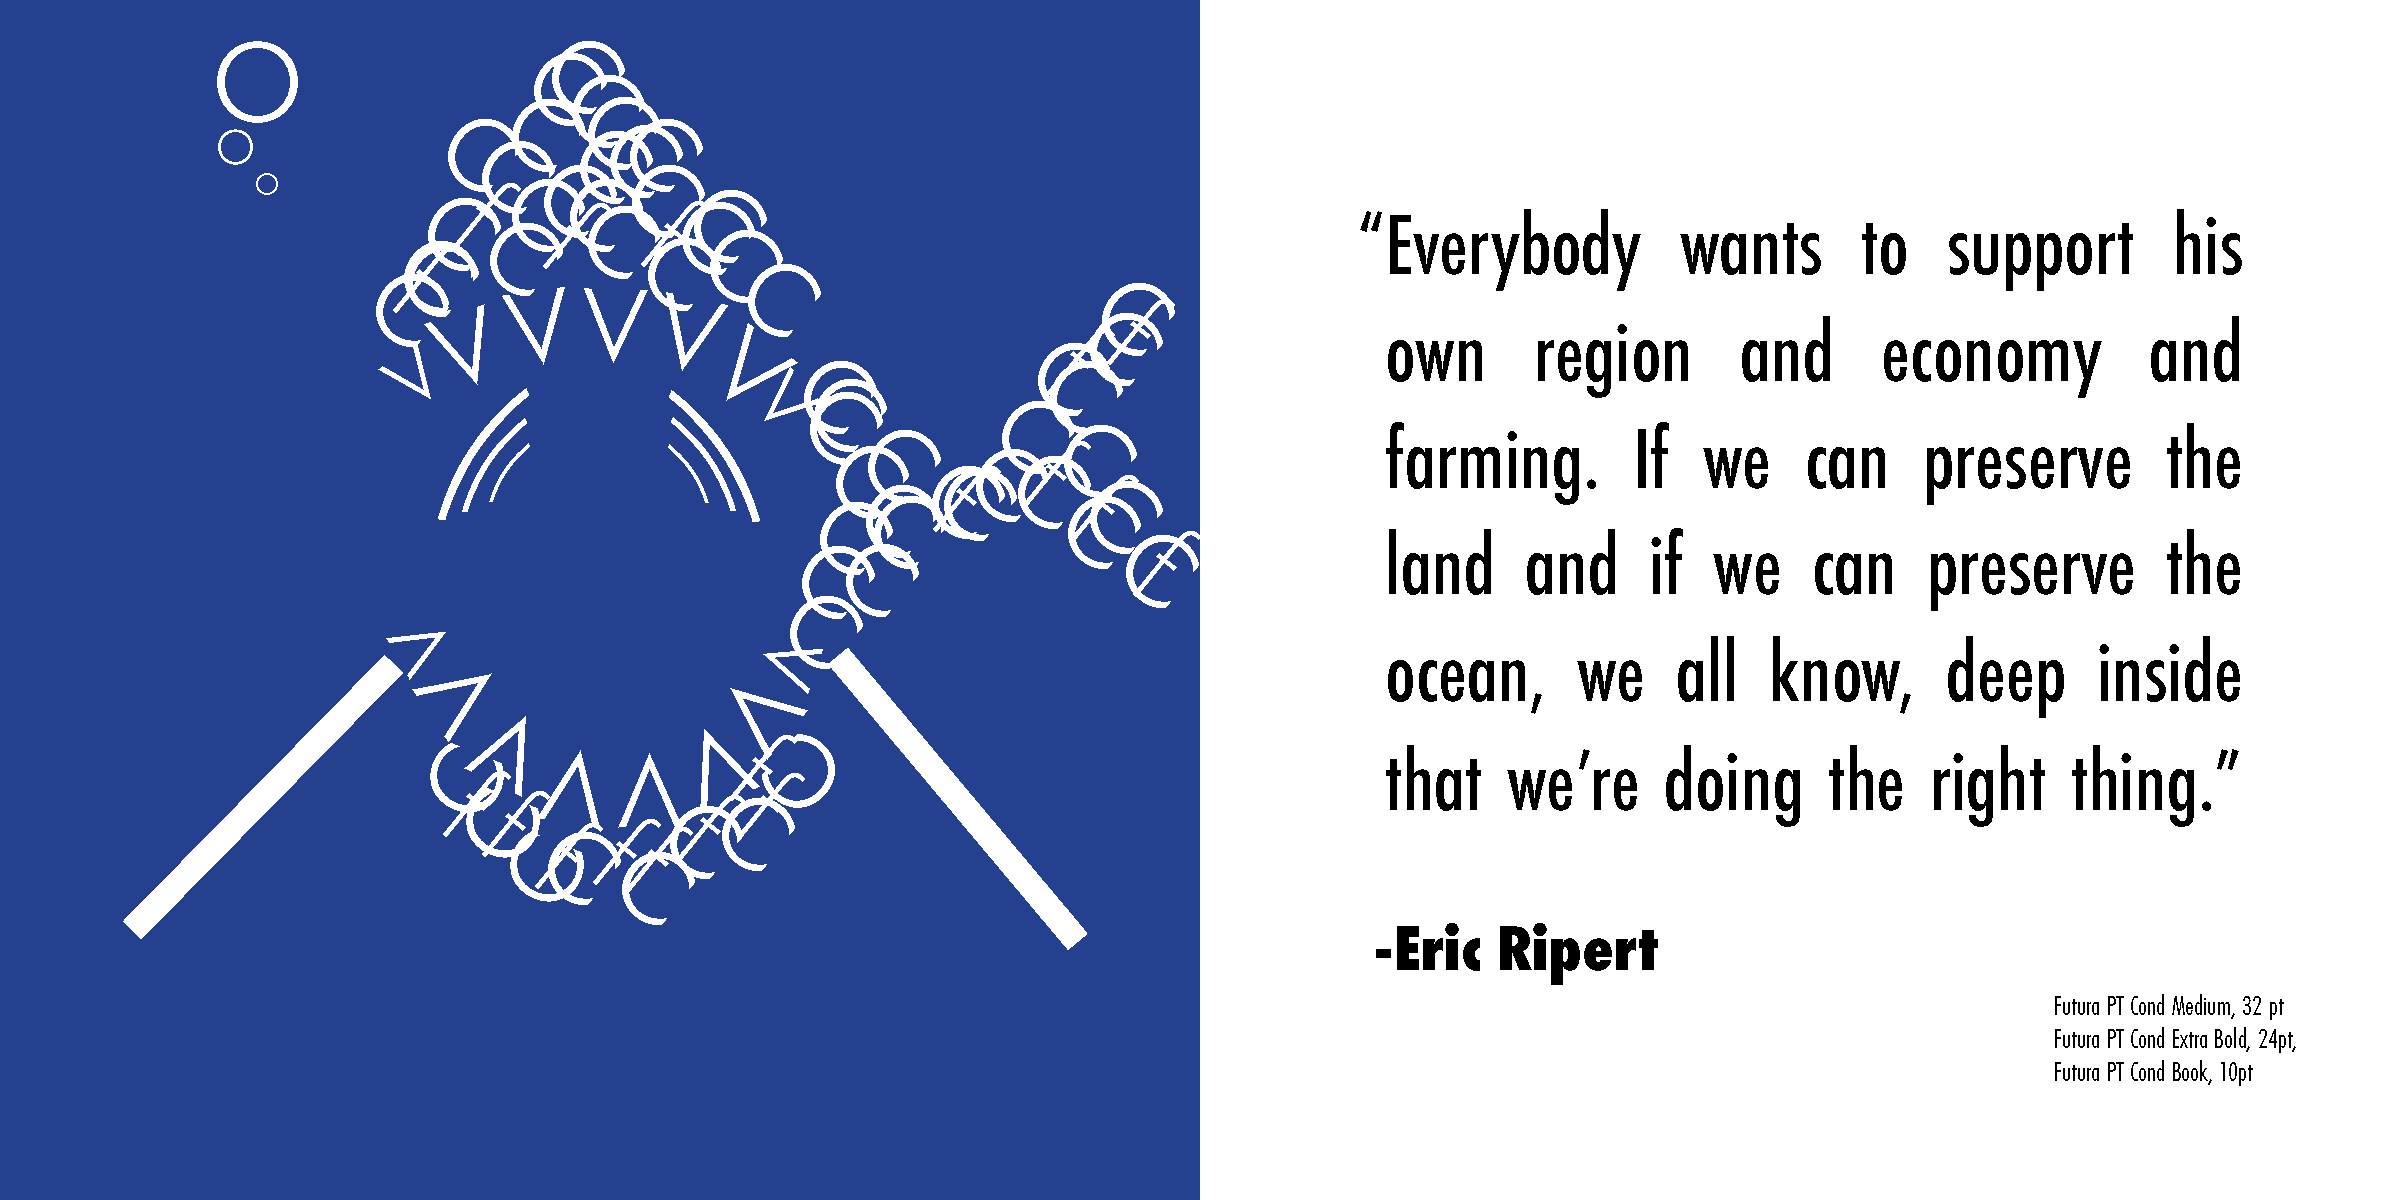 “Everybody wants to support his
own region and economy and
farming. If we can preserve the
land and if we can preserve the
ocean, we all know, deep inside
that we’re doing the right thing.”
-Eric Ripert
Futura PT Cond Medium, 32 pt
Futura PT Cond Extra Bold, 24pt,
Futura PT Cond Book, 10pt